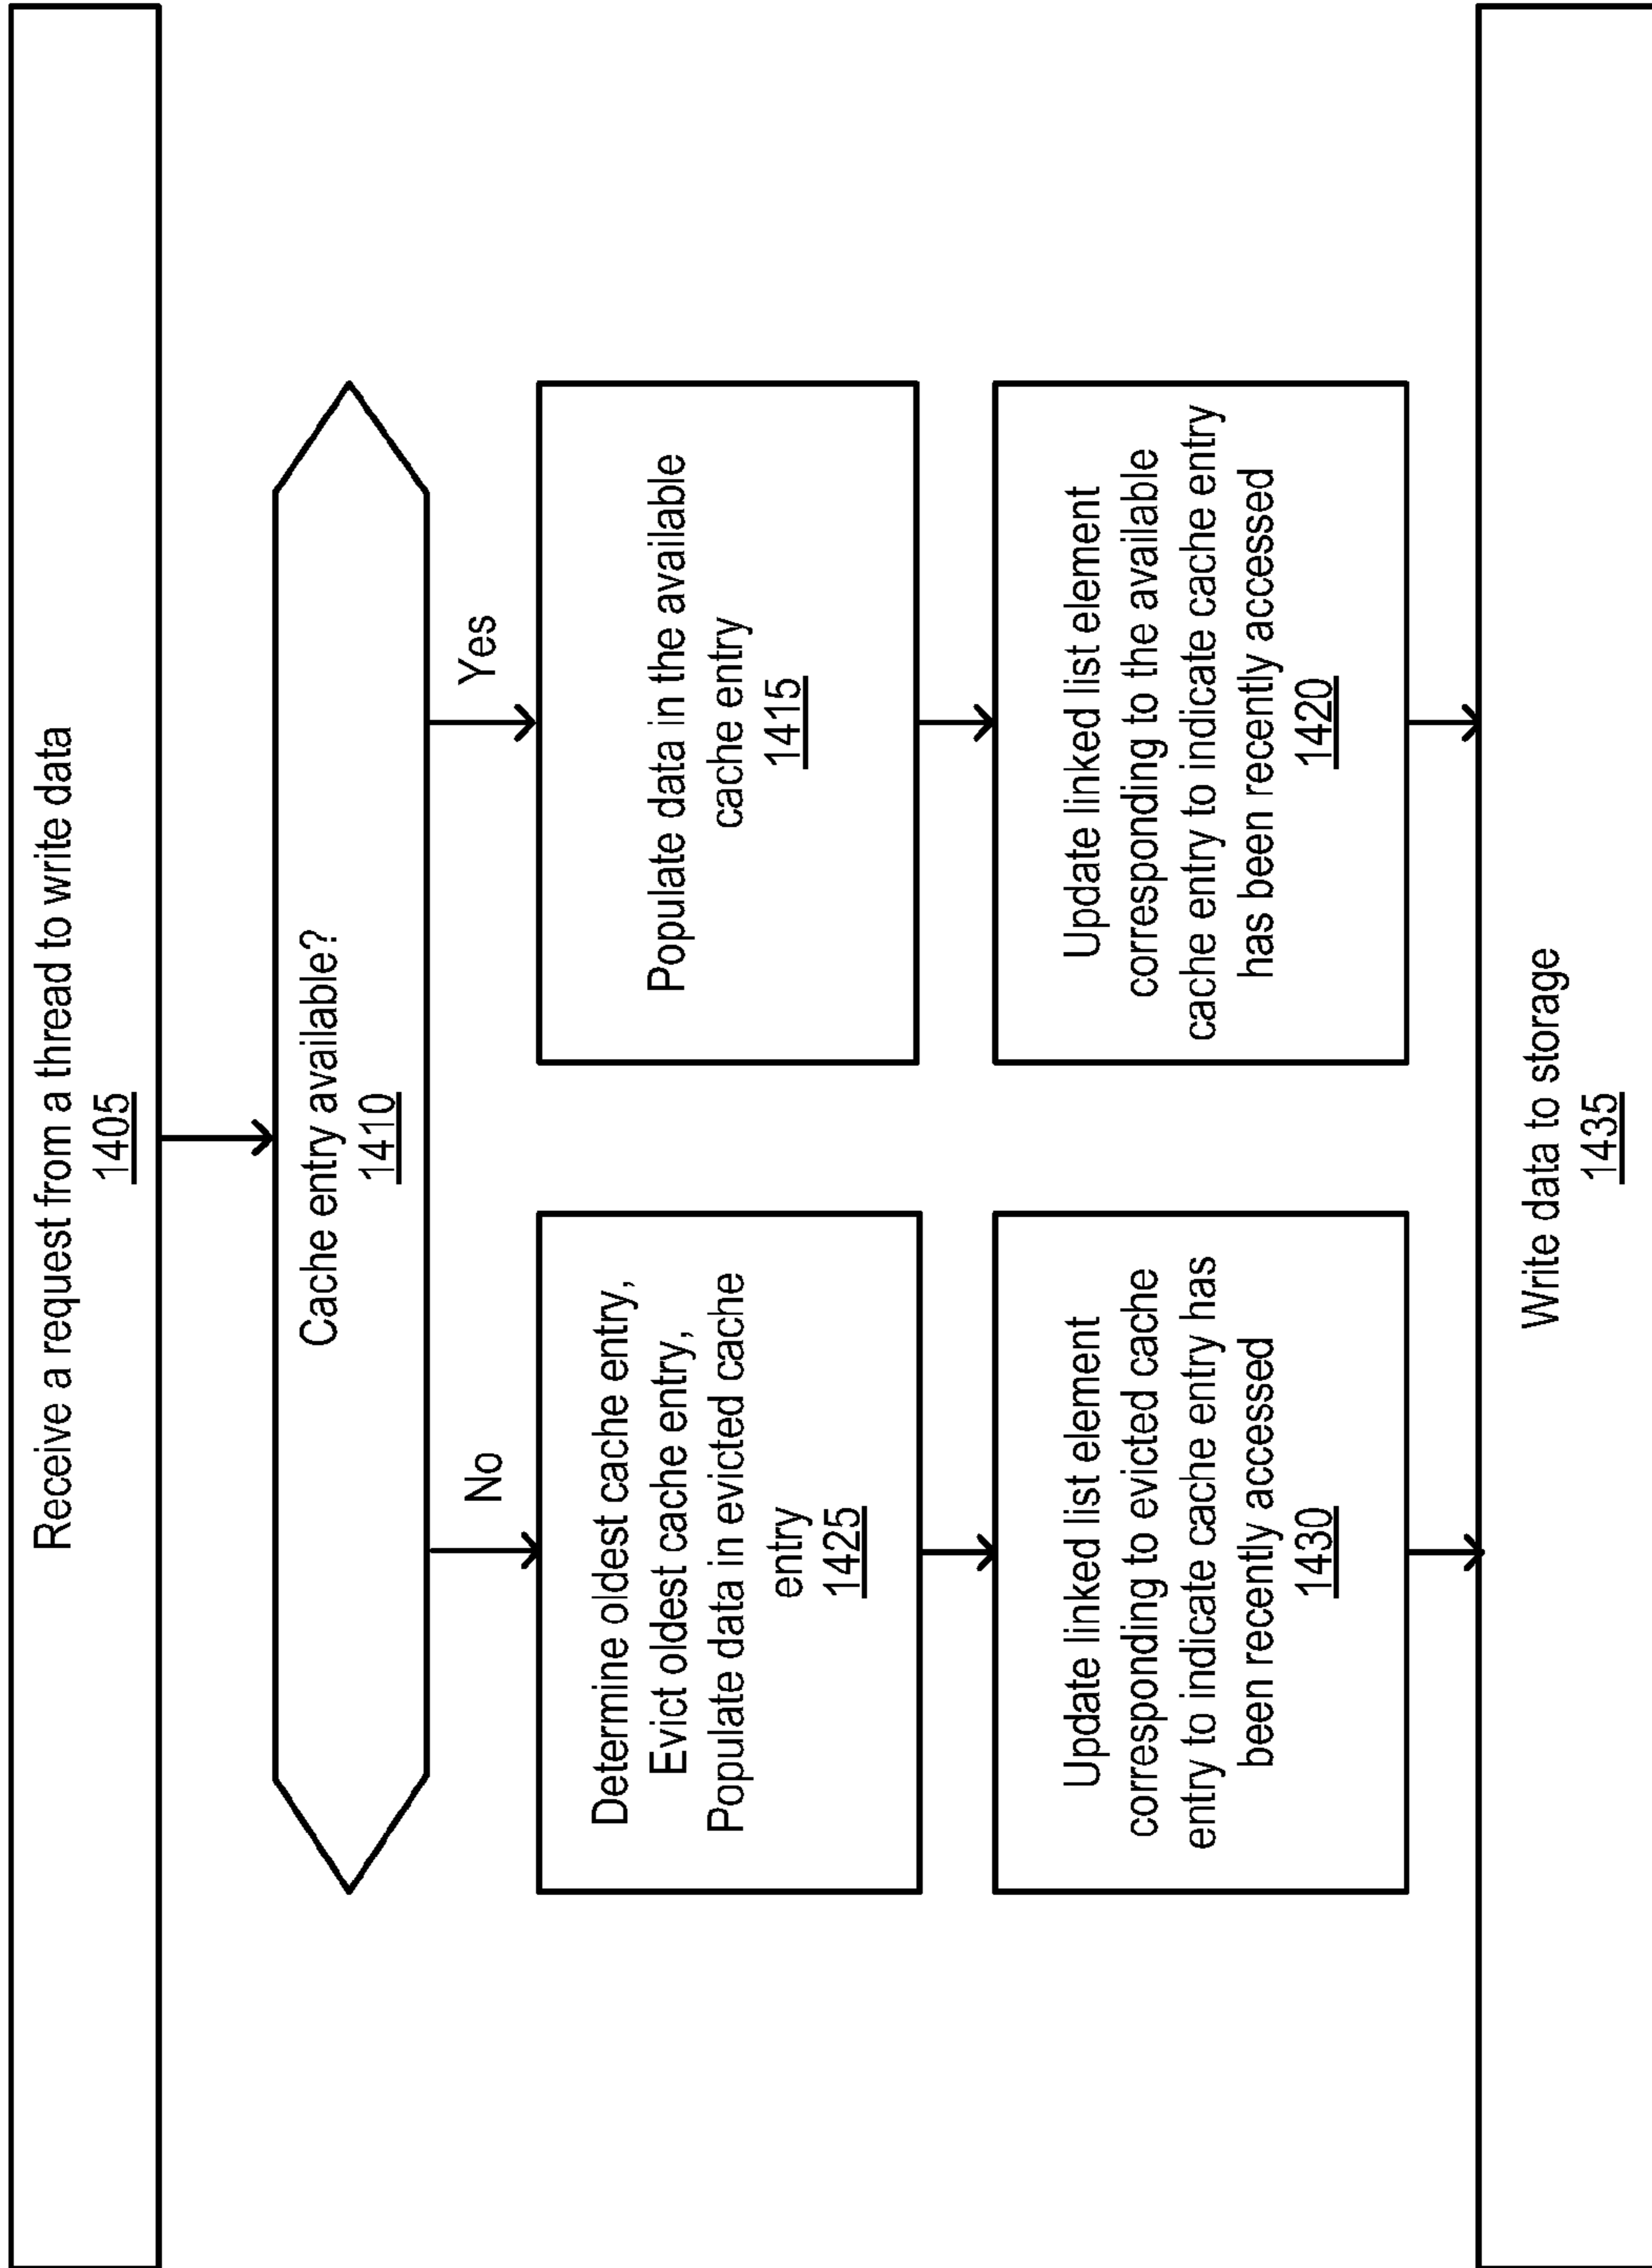 Receive a request from a thread to write data
1405
Cache entry available?
1410
No
Yes
Determine oldest cache entry,
Evict oldest cache entry,
Populate data in evicted cache
entry
1425
Populate data in the available
cache entry
1415
Update linked list element
corresponding to evicted cache
entry to indicate cache entry has
been recently accessed
1430
Update linked list element
corresponding to the available
cache entry to indicate cache entry
has been recently accessed
1420
Write data to storage
1435